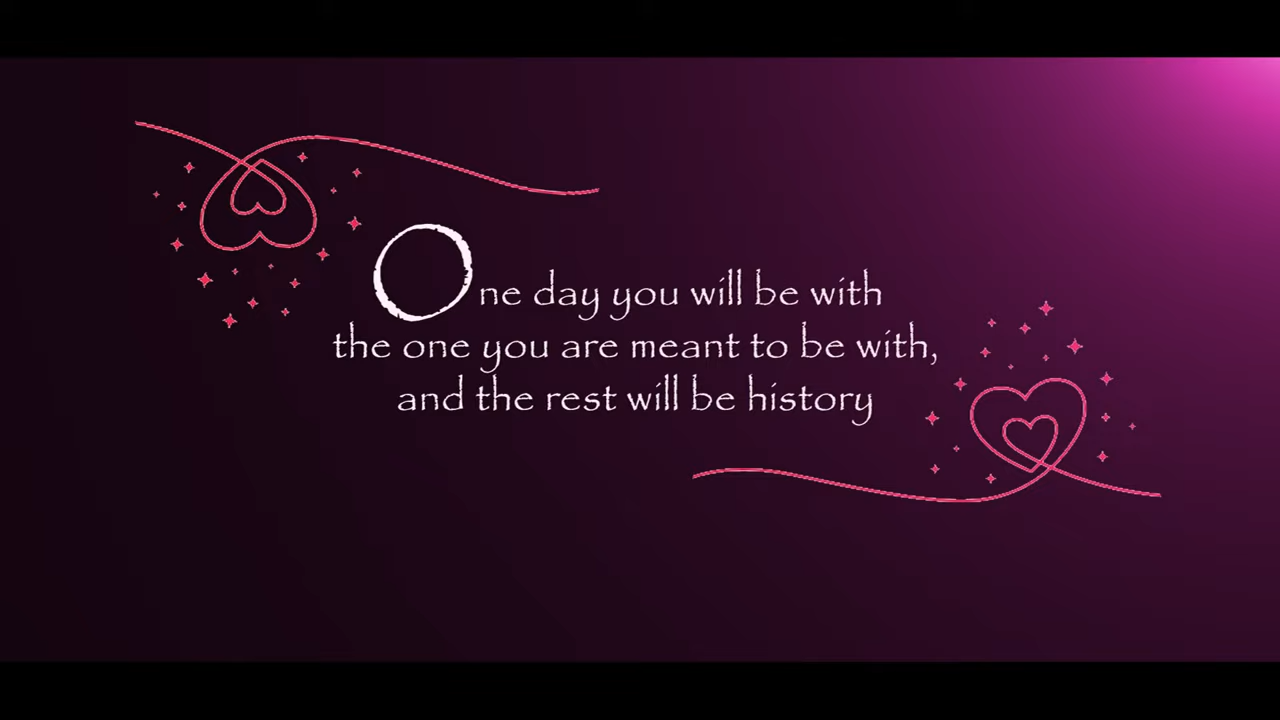 One day you will be with
the one you are meant to be with,
and the rest will be history